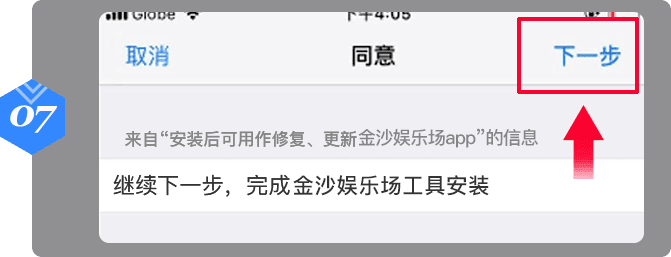 Globe 下午4:05
取消 同意 下一步
07
来自“安装后可用作修复、更新金沙娱乐场app”的信息
继续下一步，完成金沙娱乐场工具安装